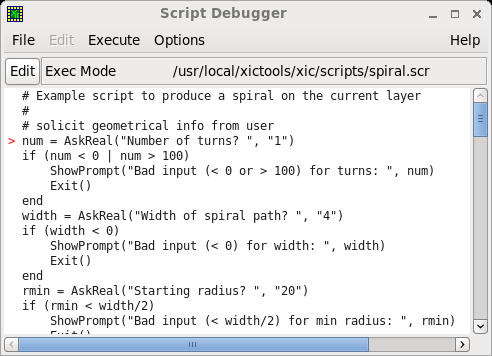 Script Debugger
File Edit Execute Options Help
Edit Exec Mode /usr/local/xictools/xic/scripts/spiral.scr
# Example script to produce a spiral on the current layer
#
# solicit geometrical info from user
> num = AskReal("Number of turns? ", "1")
if (num < 0 | num > 100)
    ShowPrompt("Bad input (< 0 or > 100) for turns: ", num)
    Exit()
end
width = AskReal("Width of spiral path? ", "4")
if (width < 0)
    ShowPrompt("Bad input (< 0) for width: ", width)
    Exit()
end
rmin = AskReal("Starting radius? ", "20")
if (rmin < width/2)
    ShowPrompt("Bad input (< width/2) for min radius: ", rmin)
    Exit()